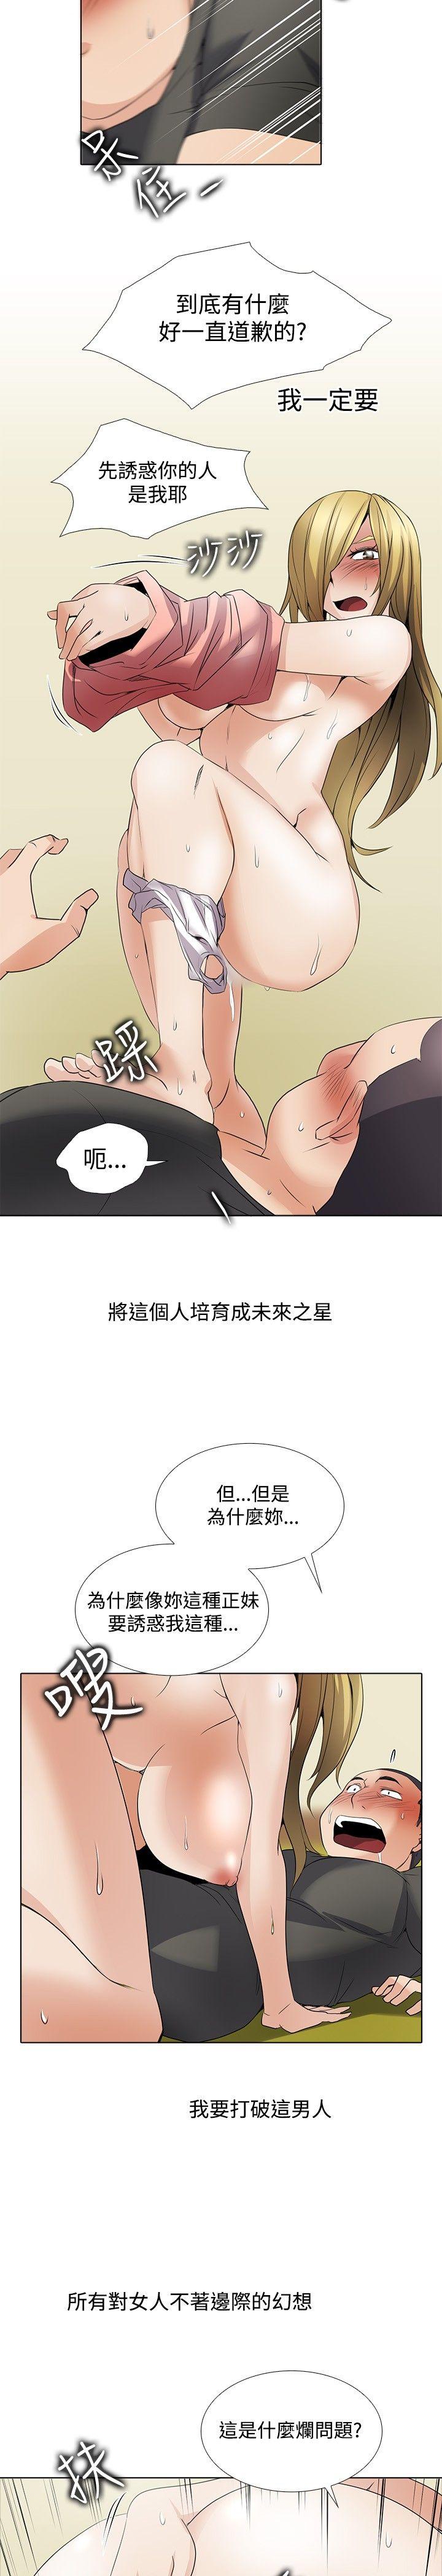 呆
住
到底有什麼
好一直道歉的?
我一定要
先誘惑你的人
是我耶
沙沙
踩
呃...
將這個人培育成未來之星
但...但是
為什麼妳...
為什麼像妳這種正妹
要誘惑我這種...
嗖
我要打破這男人
所有對女人不著邊際的幻想
這是什麼爛問題?
扶